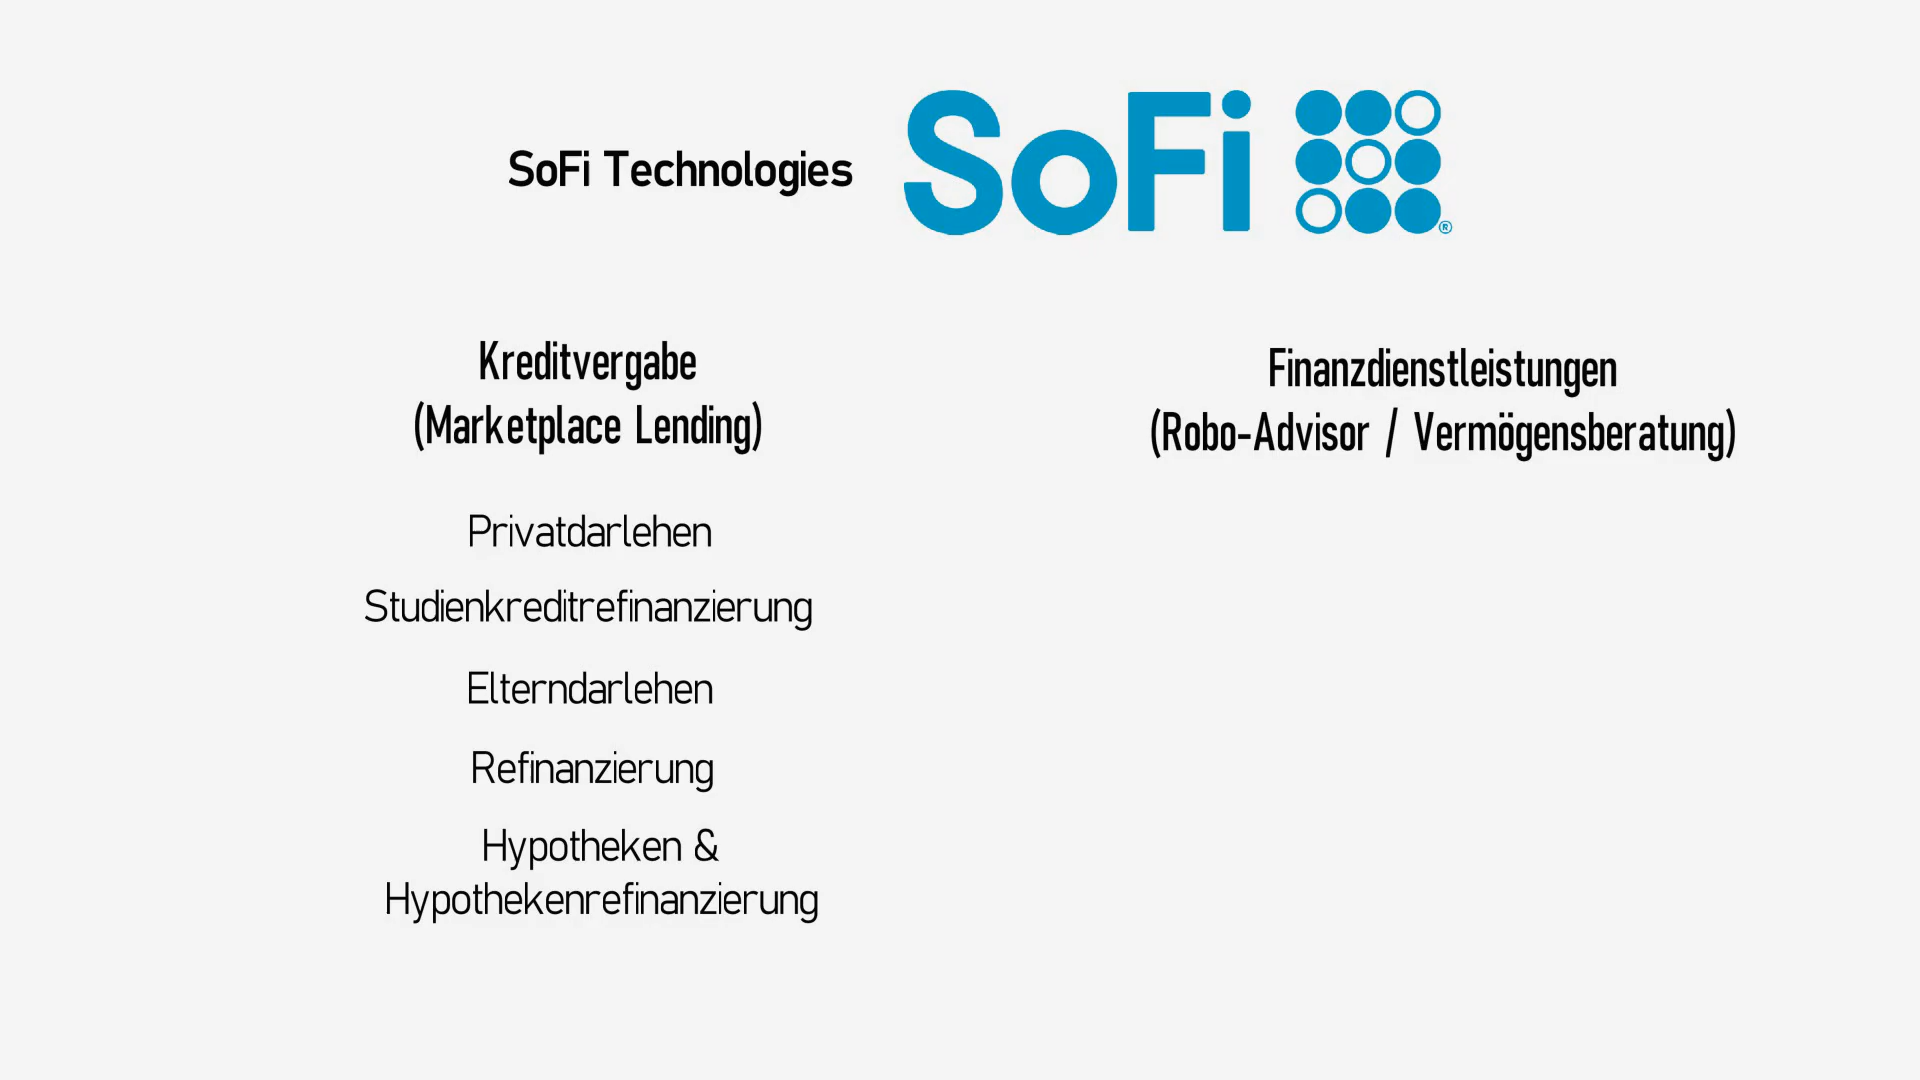 SoFi Technologies
SoFi ®
Kreditvergabe
(Marketplace Lending)
Privatdarlehen
Studienkreditrefinanzierung
Elterndarlehen
Refinanzierung
Hypotheken &
Hypothekenrefinanzierung
Finanzdienstleistungen
(Robo-Advisor / Vermögensberatung)